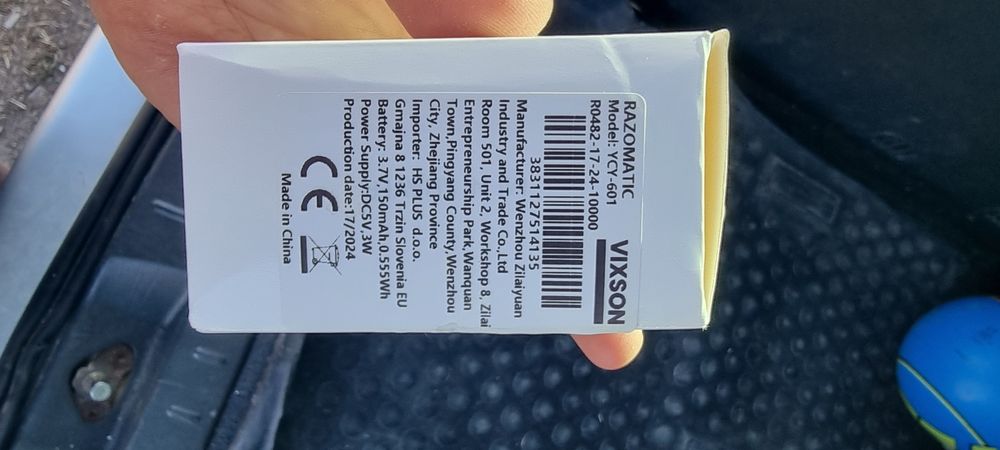 RAZOMATIC
Model: YCY-601
R0482-17-24-10000
VIXSON
3831127514135
Manufacturer: Wenzhou Zilaiyuan
Industry and Trade Co.,Ltd
Room 501, Unit 2, Workshop 8, Zilai
Entrepreneurship Park,Wanquan
Town,Pingyang County,Wenzhou
City, Zhejiang Province
Importer: HS PLUS d.o.o.
Gmajna 8 1236 Trzin Slovenia EU
Battery: 3.7V,150mAh,0.555Wh
Power Supply:DC5V,3W
Production date:17/2024
CE
Made in China